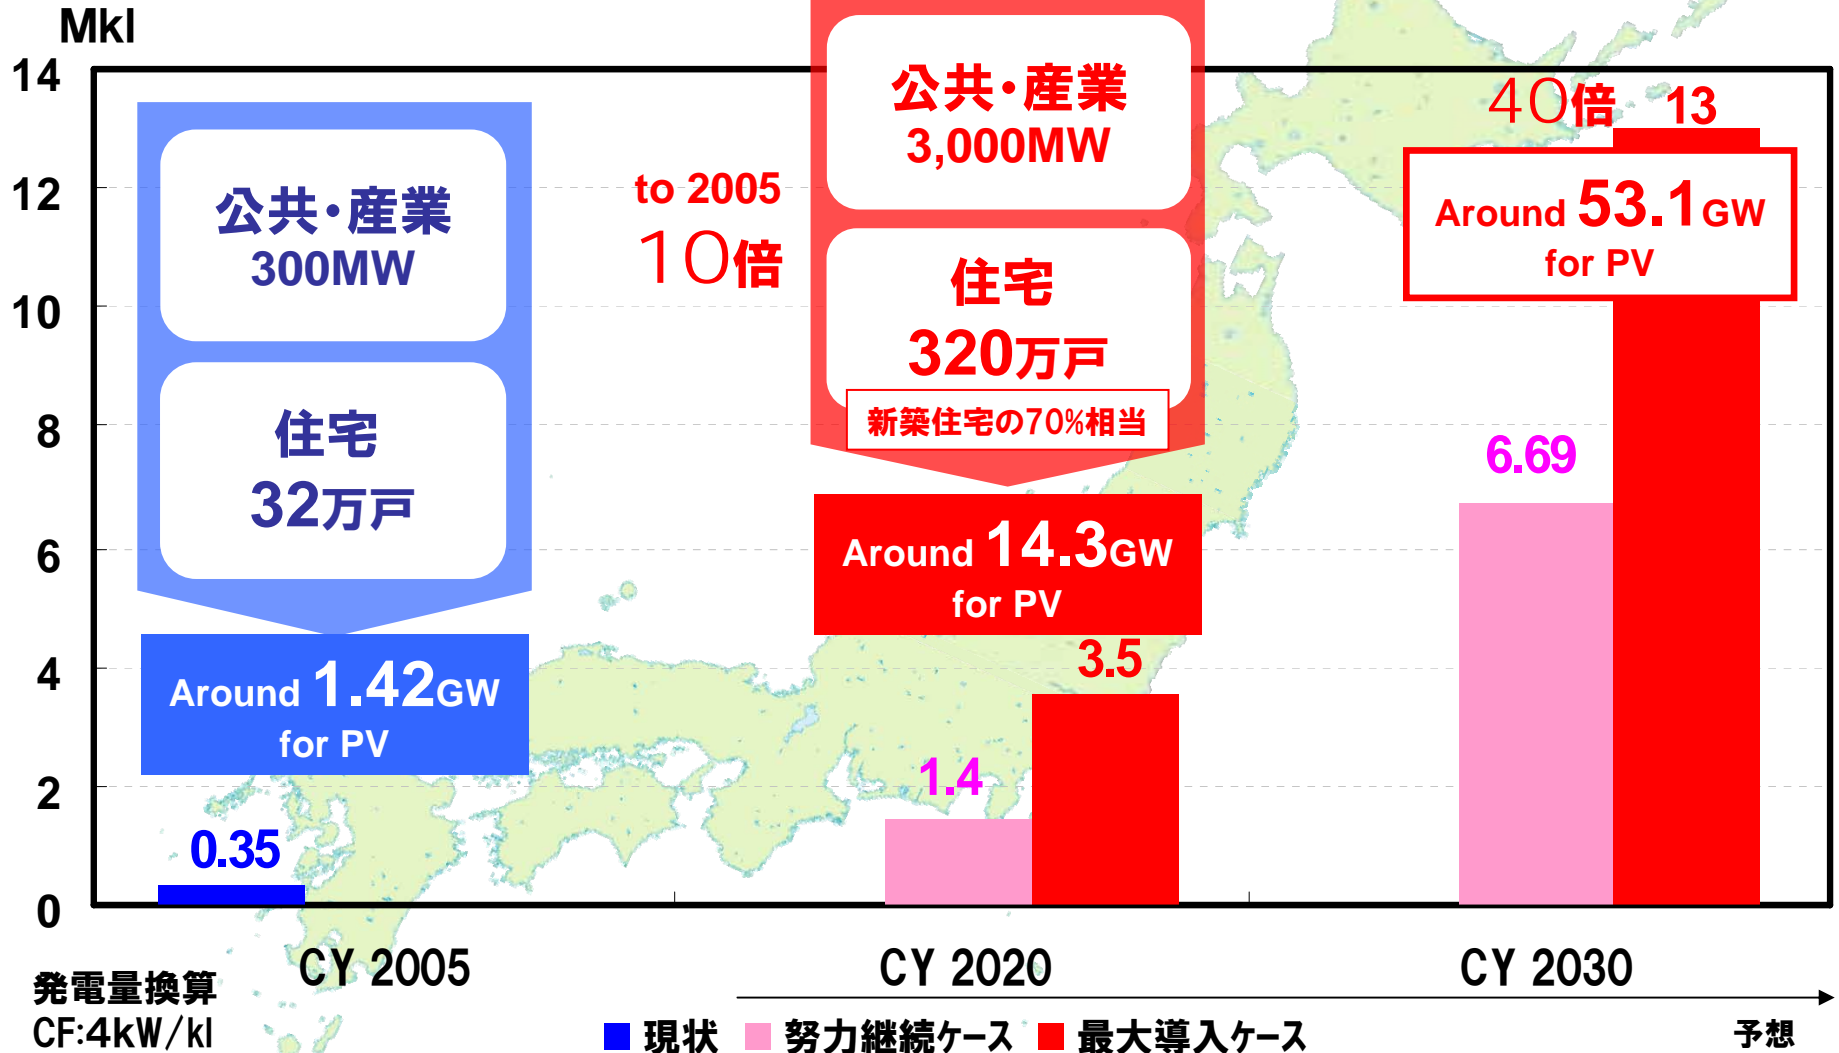 Mkl
14
12
10
8
6
4
2
0
公共・産業
300MW
住宅
32万戸
Around 1.42GW
for PV
0.35
to 2005
10倍
公共・産業
3,000MW
住宅
320万戸
新築住宅の70%相当
Around 14.3GW
for PV
1.4
3.5
40倍
13
Around 53.1GW
for PV
6.69
CY 2005
CY 2020
CY 2030
発電量換算
CF:4kW/kl
現状
努力継続ケース
最大導入ケース
予想